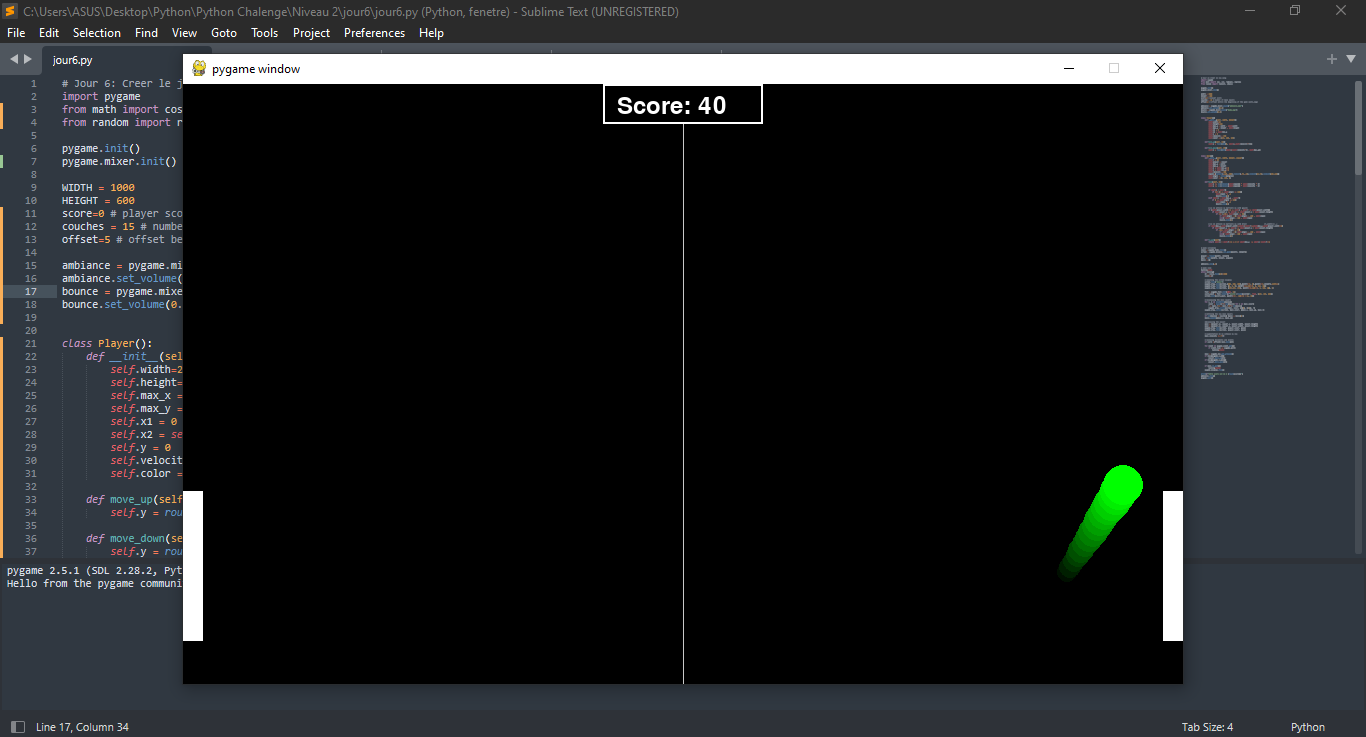 C:\Users\ASUS\Desktop\Python\Python Chalenge\Niveau 2\jour6\jour6.py (Python, fenetre) - Sublime Text (UNREGISTERED)
File Edit Selection Find View Goto Tools Project Preferences Help
jour6.py
pygame window
Score: 40
1 # Jour 6: Creer le j
2 import pygame
3 from math import cos
4 from random import r
5
6 pygame.init()
7 pygame.mixer.init()
8
9 WIDTH = 1000
10 HEIGHT = 600
11 score=0 # player sco
12 couches = 15 # numbe
13 offset=5 # offset be
14
15 ambiance = pygame.mi
16 ambiance.set_volume(
17 bounce = pygame.mixe
18 bounce.set_volume(0.
19
20
21 class Player():
22 def __init__(sel
23 self.width=2
24 self.height=
25 self.max_x =
26 self.max_y =
27 self.x1 = 0
28 self.x2 = se
29 self.y = 0
30 self.velocit
31 self.color =
32
33 def move_up(self
34 self.y = rou
35
36 def move_down(se
37 self.y = rou
pygame 2.5.1 (SDL 2.28.2, Pyt
Hello from the pygame communi
Line 17, Column 34
Tab Size: 4
Python